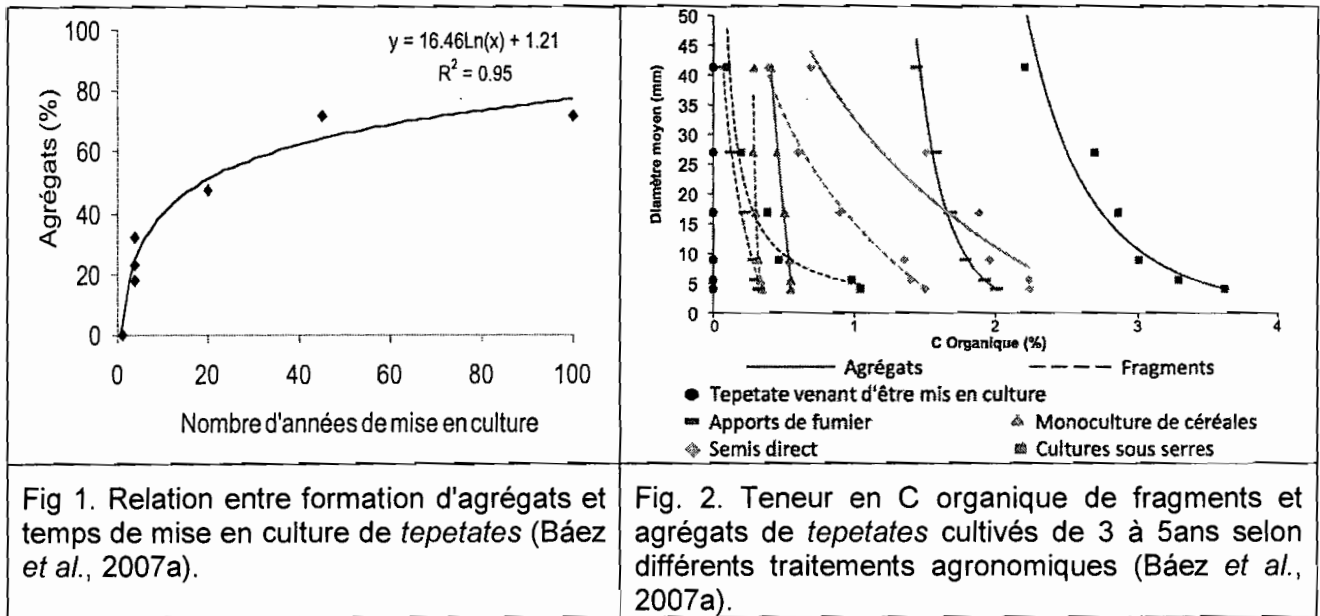 y = 16.46Ln(x) + 1.21
R² = 0.95
100
80
60
40
20
0
Agrégats (%)
0 20 40 60 80 100
Nombre d'années de mise en culture
Fig 1. Relation entre formation d'agrégats et
temps de mise en culture de tepetates (Báez
et al., 2007a).
50
45
40
35
30
25
20
15
10
5
0
Diamètre moyen (mm)
0 1 2 3 4
C Organique (%)
Agrégats Fragments
Tepetate venant d'être mis en culture
Apports de fumier Monoculture de céréales
Semis direct Cultures sous serres
Fig. 2. Teneur en C organique de fragments et
agrégats de tepetates cultivés de 3 à 5ans selon
différents traitements agronomiques (Báez et al.,
2007a).